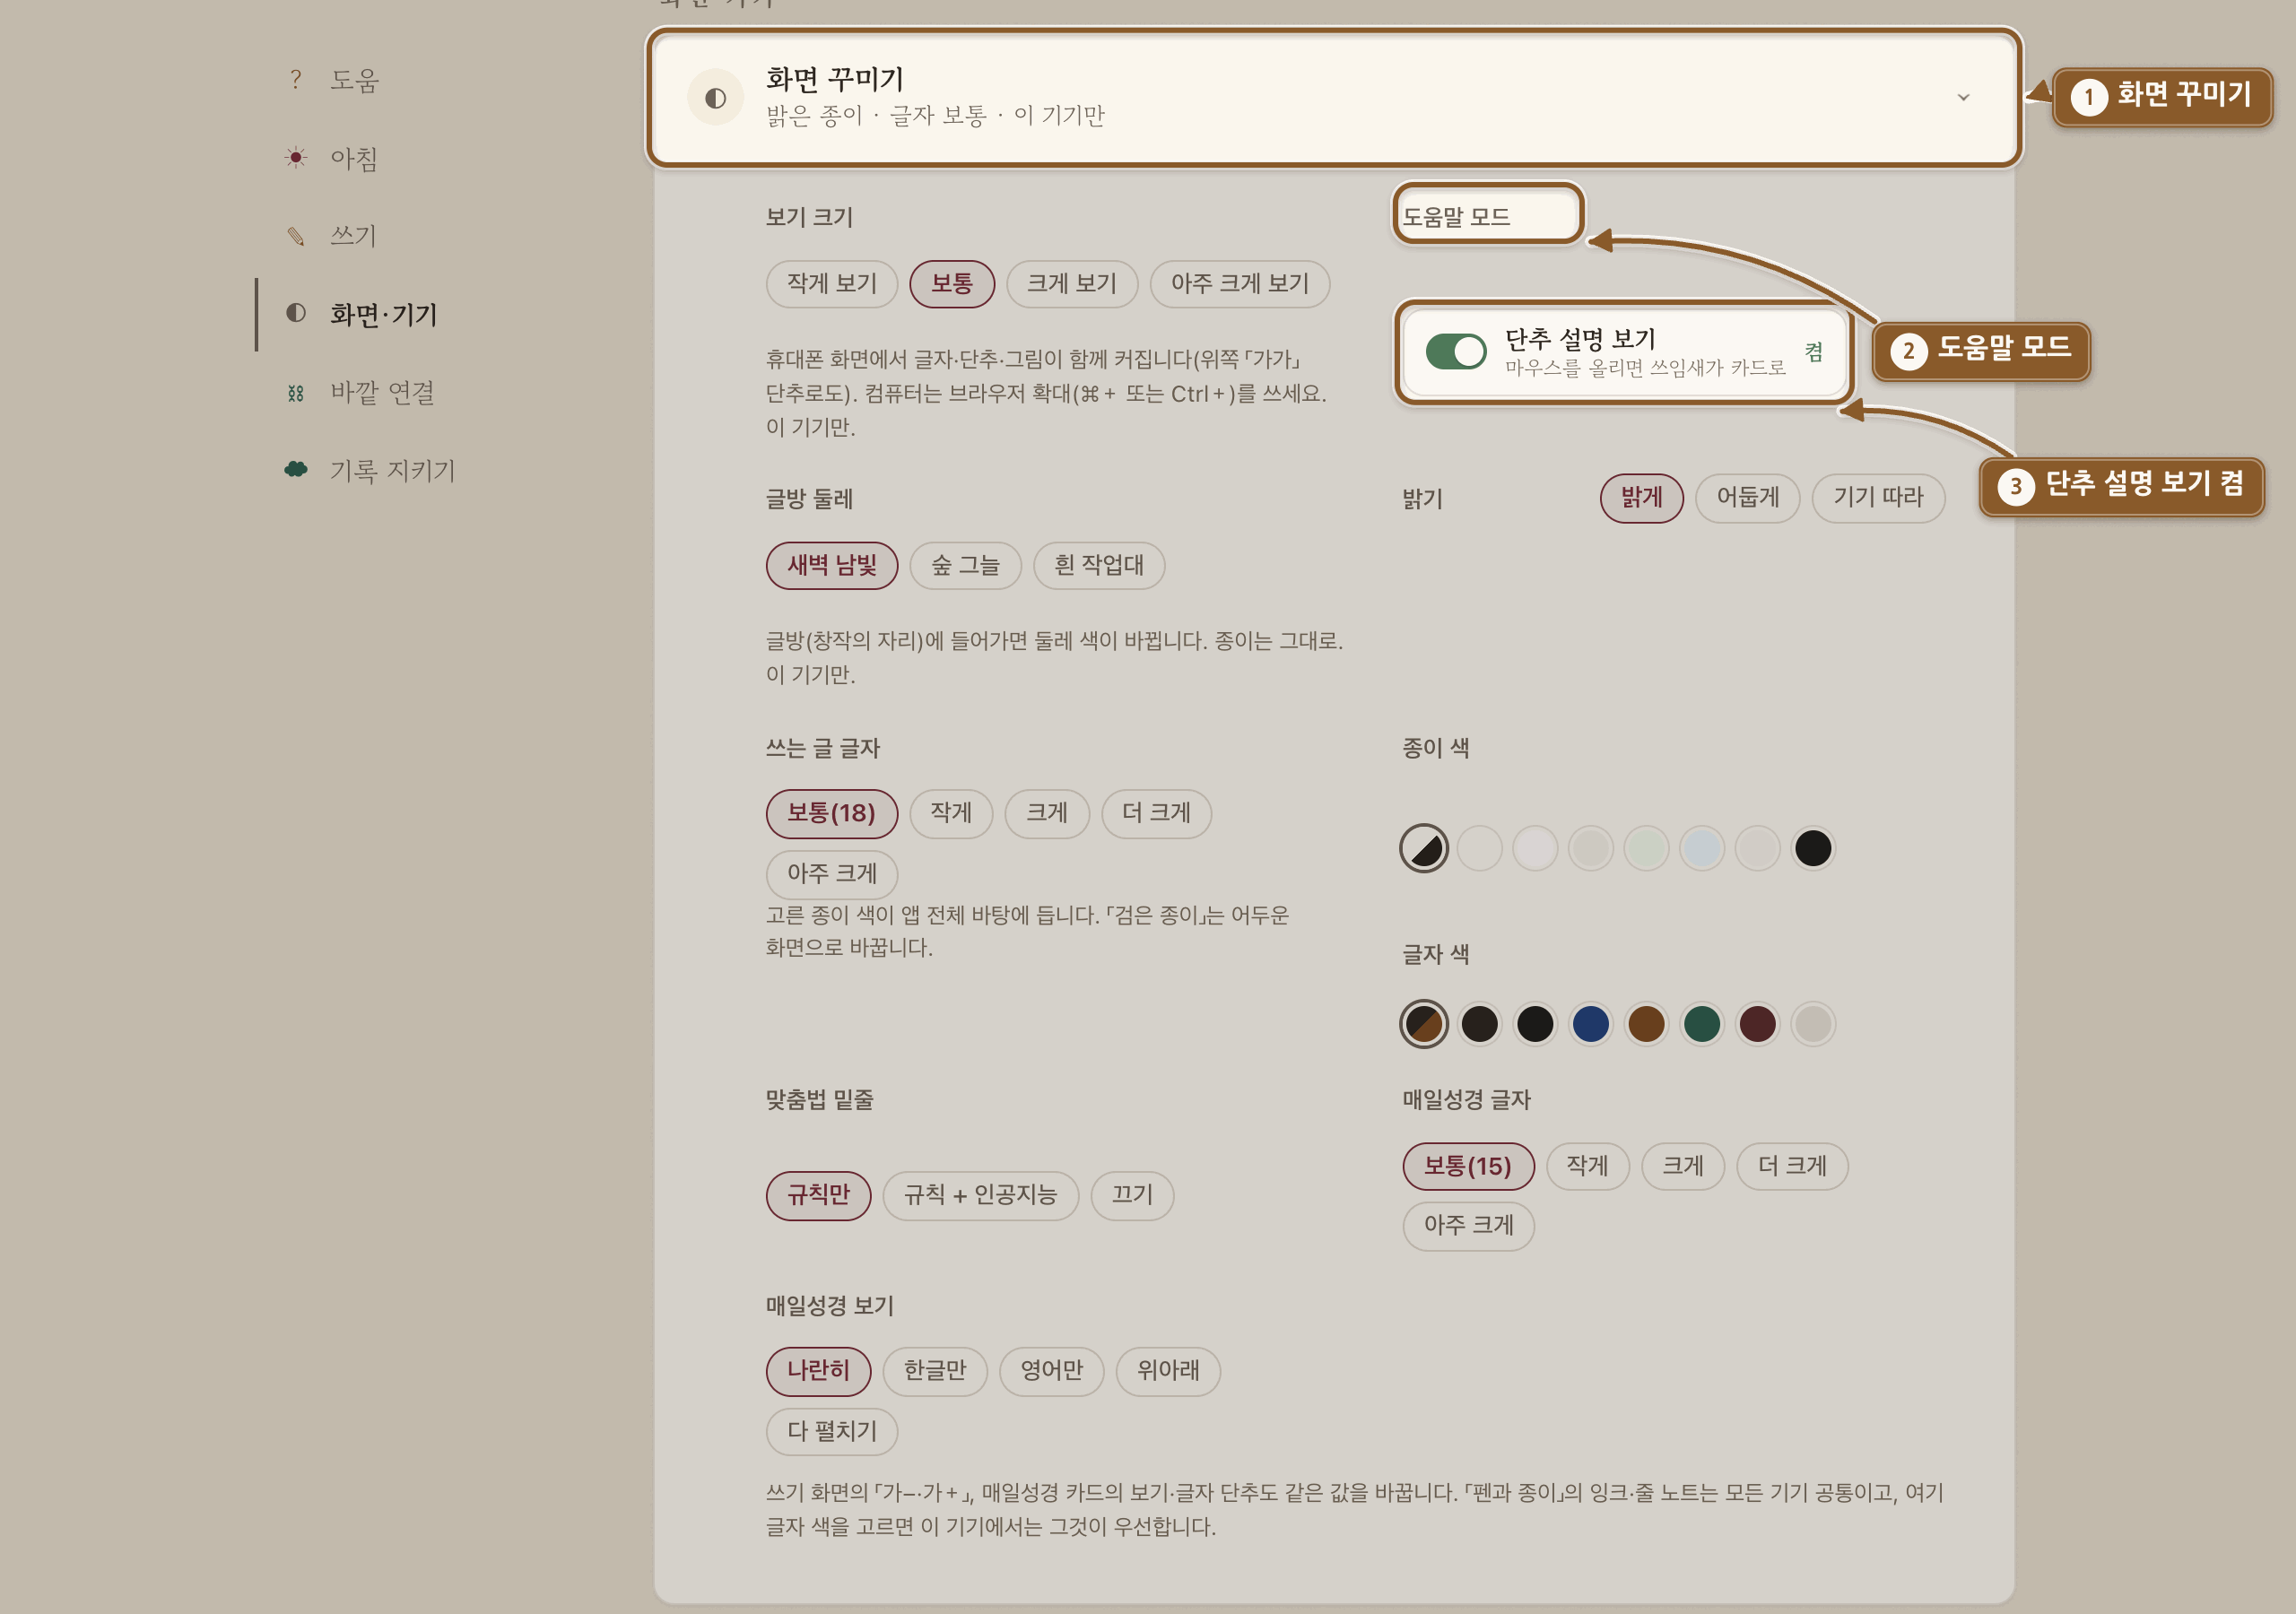 화면·기기
? 도움
아침
쓰기
화면·기기
바깥 연결
기록 지키기
화면 꾸미기
밝은 종이 · 글자 보통 · 이 기기만
1 화면 꾸미기
보기 크기
작게 보기 보통 크게 보기 아주 크게 보기
휴대폰 화면에서 글자·단추·그림이 함께 커집니다(위쪽 「가가」
단추로도). 컴퓨터는 브라우저 확대(⌘+ 또는 Ctrl+)를 쓰세요.
이 기기만.
도움말 모드
단추 설명 보기
마우스를 올리면 쓰임새가 카드로
켬
2 도움말 모드
3 단추 설명 보기 켬
글방 둘레
새벽 남빛 숲 그늘 흰 작업대
글방(창작의 자리)에 들어가면 둘레 색이 바뀝니다. 종이는 그대로.
이 기기만.
밝기 밝게 어둡게 기기 따라
쓰는 글 글자
보통(18) 작게 크게 더 크게
아주 크게
고른 종이 색이 앱 전체 바탕에 듭니다. 「검은 종이」는 어두운
화면으로 바꿉니다.
종이 색
글자 색
맞춤법 밑줄
규칙만 규칙 + 인공지능 끄기
매일성경 글자
보통(15) 작게 크게 더 크게
아주 크게
매일성경 보기
나란히 한글만 영어만 위아래
다 펼치기
쓰기 화면의 「가−·가+」, 매일성경 카드의 보기·글자 단추도 같은 값을 바꿉니다. 「펜과 종이」의 잉크·줄 노트는 모든 기기 공통이고, 여기
글자 색을 고르면 이 기기에서는 그것이 우선합니다.